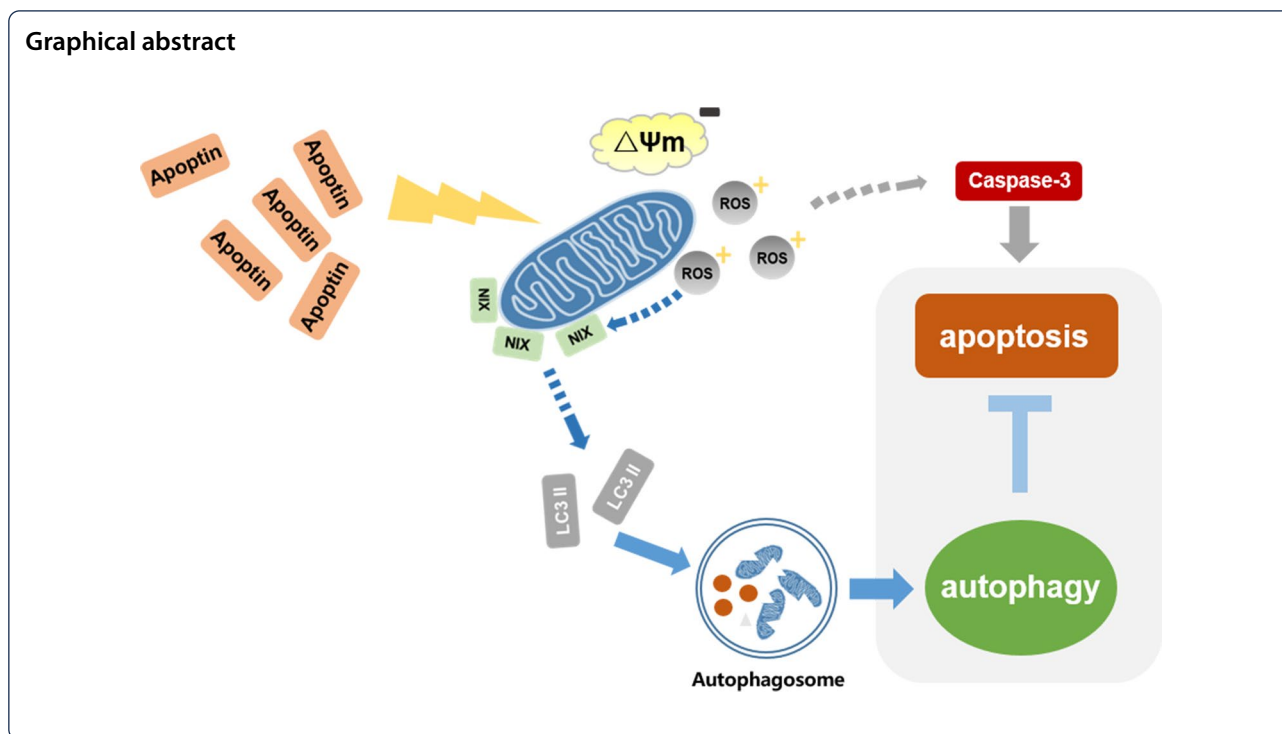 Graphical abstract
Apoptin
Apoptin
Apoptin
Apoptin
Apoptin
△Ψm
-
ROS
+
ROS
+
ROS
+
Caspase-3
NIX
NIX
NIX
apoptosis
LC3 II
LC3 II
autophagy
Autophagosome